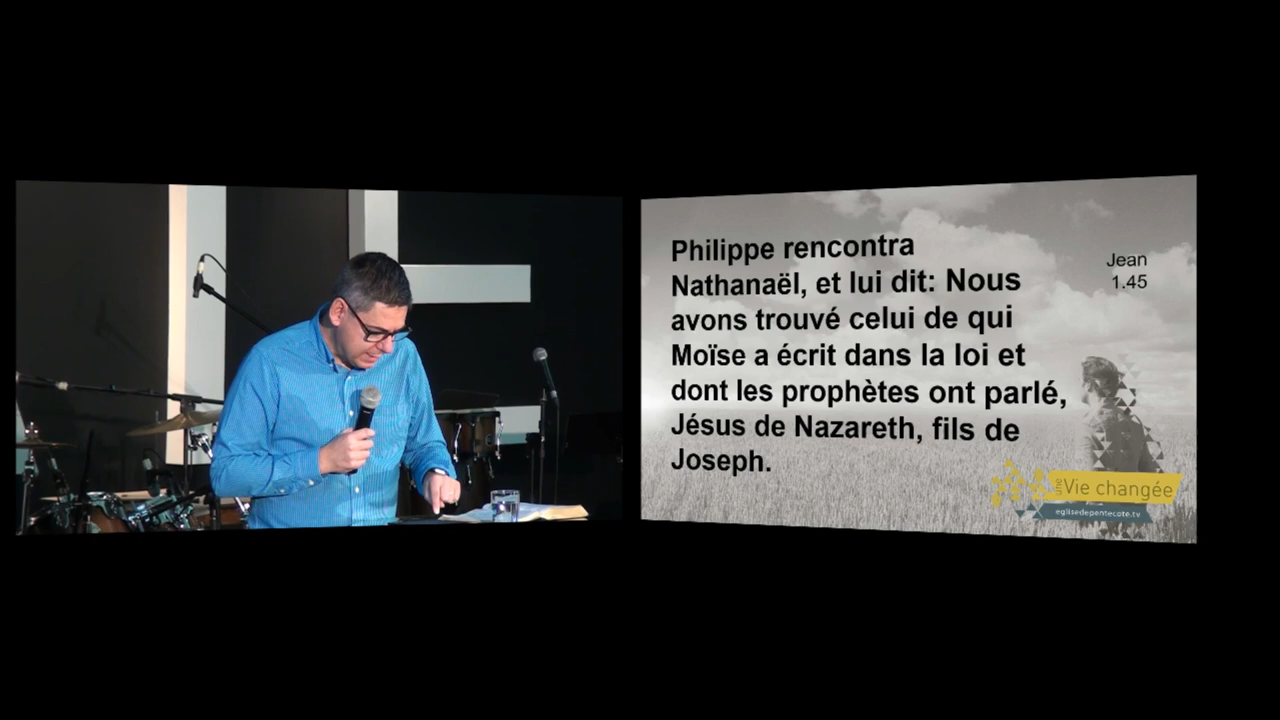 Philippe rencontra
Nathanaël, et lui dit: Nous
avons trouvé celui de qui
Moïse a écrit dans la loi et
dont les prophètes ont parlé,
Jésus de Nazareth, fils de
Joseph.
Jean
1.45
une Vie changée
eglisedepentecote.tv